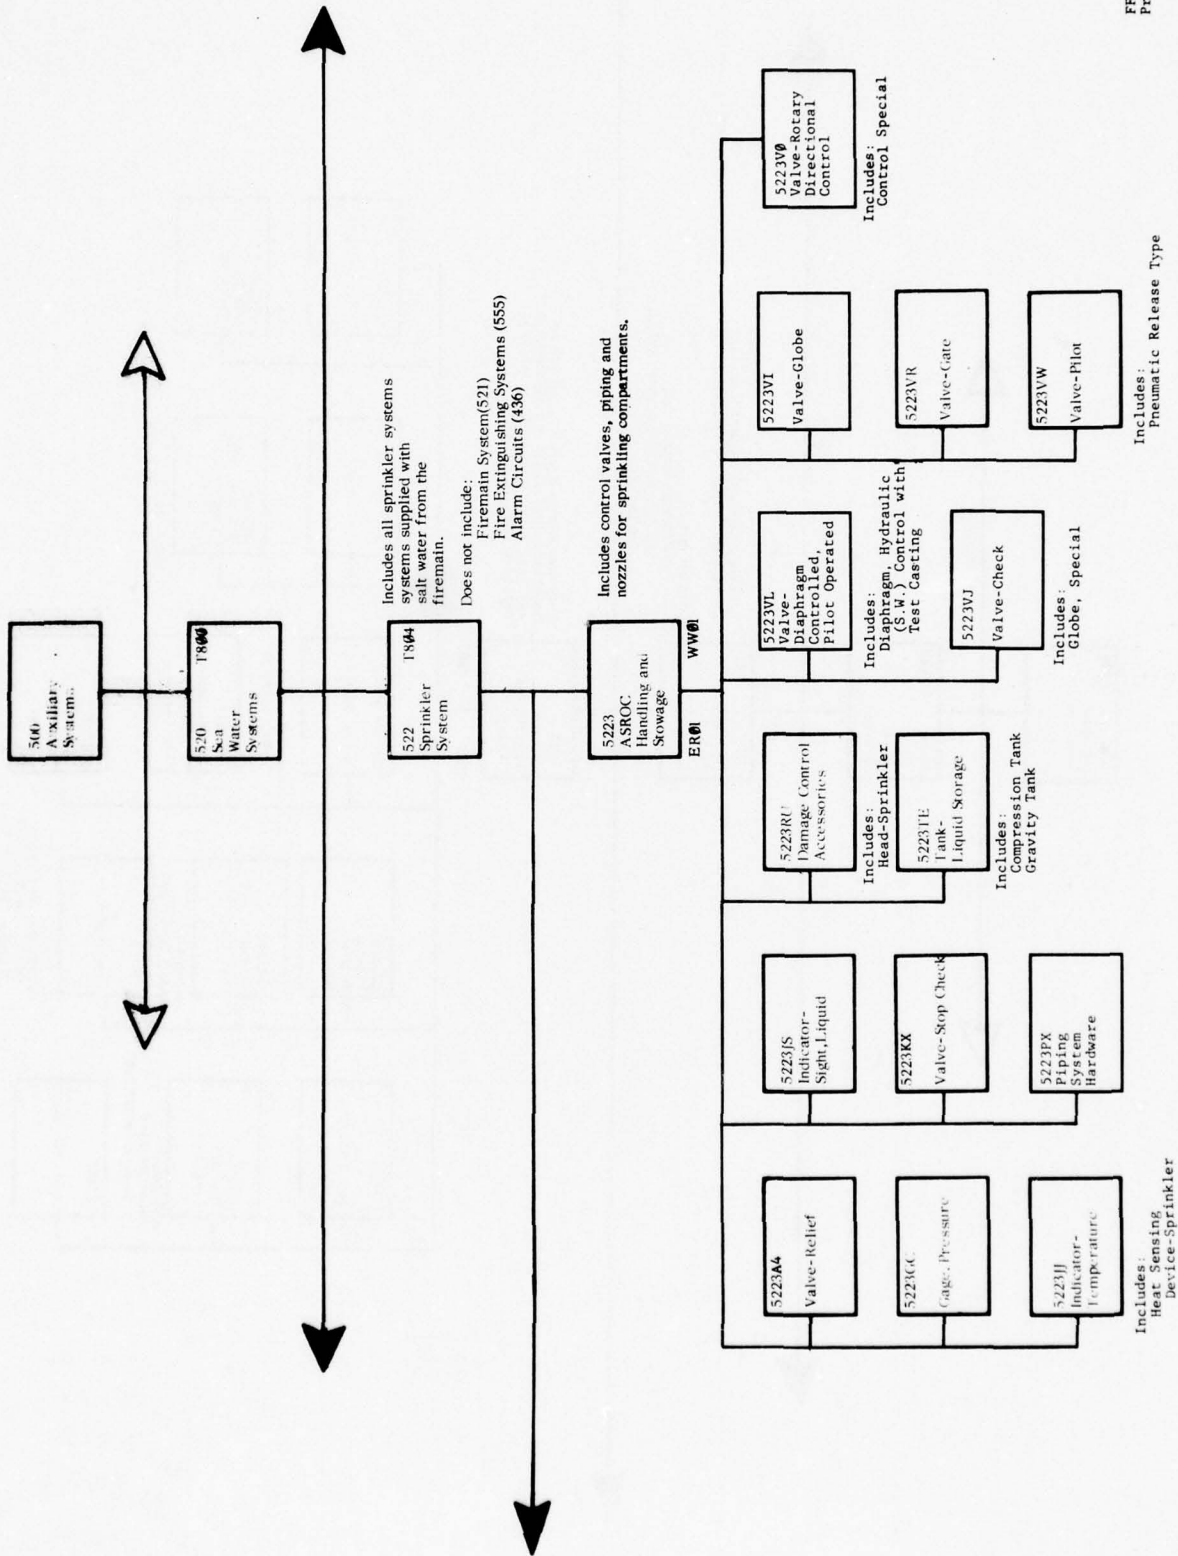 500
Auxiliary
Systems
520 T800
Sea
Water
Systems
522 T804
Sprinkler
System
Includes all sprinkler systems
systems supplied with
salt water from the
firemain.
Does not include:
Firemain System(521)
Fire Extinguishing Systems (555)
Alarm Circuits (436)
5223
ASROC
Handling and
Stowage
ER01 WW01
Includes control valves, piping and
nozzles for sprinkling compartments.
5223A4
Valve-Relief
5223GC
Gage, Pressure
5223JJ
Indicator-
Temperature
Includes:
Heat Sensing
Device-Sprinkler
5223JS
Indicator-
Sight,Liquid
5223KX
Valve-Stop Check
5223PX
Piping
System
Hardware
5223RU
Damage Control
Accessories
Includes:
Head-Sprinkler
5223TE
Tank-
Liquid Storage
Includes:
Compression Tank
Gravity Tank
5223VL
Valve-
Diaphragm
Controlled,
Pilot Operated
Includes:
Diaphragm, Hydraulic
(S.W.) Control with
Test Casting
5223VJ
Valve-Check
Includes:
Globe, Special
5223VI
Valve-Globe
5223VR
Valve-Gate
5223VW
Valve-Pilot
Includes:
Pneumatic Release Type
5223VØ
Valve-Rotary
Directional
Control
Includes:
Control Special